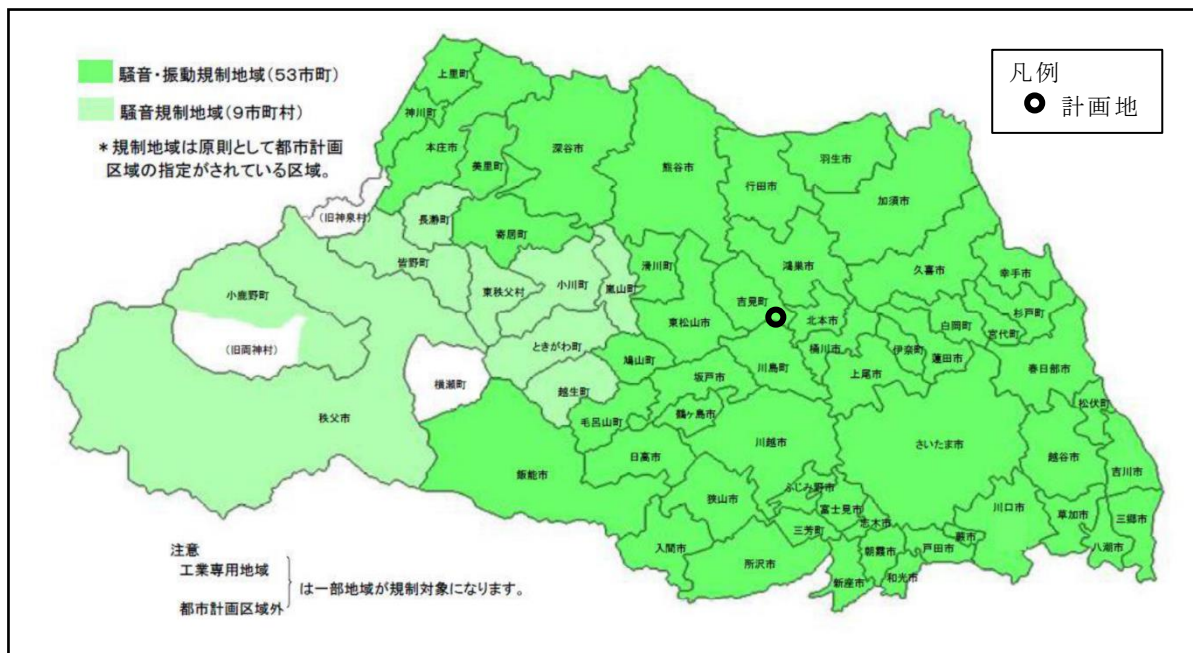 騒音・振動規制地域(53市町)
騒音規制地域(9市町村)
*規制地域は原則として都市計画
区域の指定がされている区域。
凡例
計画地
上里町
神川町
本庄市
美里町
深谷市
熊谷市
行田市
羽生市
加須市
(旧神泉村)
長瀞町
寄居町
皆野町
東秩父村
小川町
嵐山町
滑川町
吉見町
鴻巣市
久喜市
幸手市
小鹿野町
(旧両神村)
東松山市
北本市
白岡町
杉戸町
宮代町
ときがわ町
鳩山町
川島町
桶川市
伊奈町
蓮田市
横瀬町
越生町
坂戸市
上尾市
春日部市
秩父市
毛呂山町
鶴ヶ島市
松伏町
飯能市
日高市
川越市
さいたま市
越谷市
吉川市
狭山市
ふじみ野市
富士見市
川口市
三芳町
志木市
草加市
三郷市
入間市
所沢市
朝霞市
戸田市
蕨市
八潮市
新座市
和光市
注意
工業専用地域
は一部地域が規制対象になります。
都市計画区域外